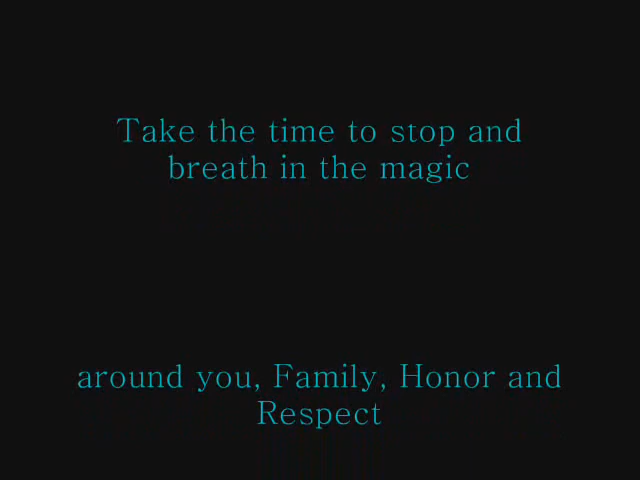 Take the time to stop and
breath in the magic
around you, Family, Honor and
Respect